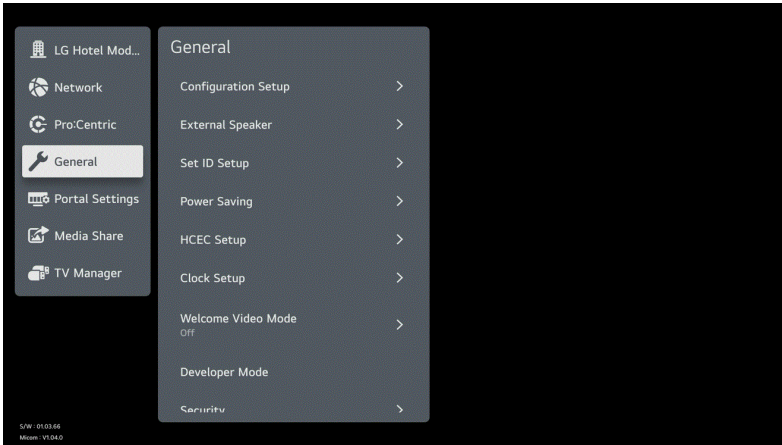 LG Hotel Mod...
Network
Pro:Centric
General
Portal Settings
Media Share
TV Manager
General
Configuration Setup
External Speaker
Set ID Setup
Power Saving
HCEC Setup
Clock Setup
Welcome Video Mode
Off
Developer Mode
Security
S/W : 01.03.66
Micom : V1.04.0